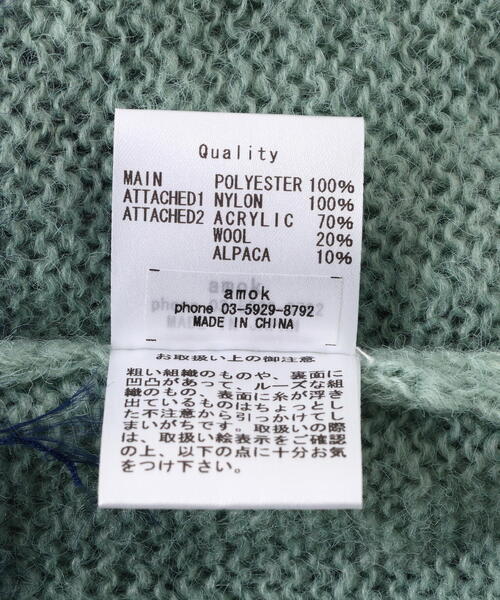 Quality
MAIN POLYESTER 100%
ATTACHED1 NYLON 100%
ATTACHED2 ACRYLIC 70%
WOOL 20%
ALPACA 10%
amok
phone 03-5929-8792
MADE IN CHINA
お取扱い上の御注意
粗い組織のものや、裏面に
凹凸があって、ルーズな組
織のもの、表面に糸が浮き
出ているものはちょっとし
た不注意から引っかけてし
まいがちです。取扱いの際
は、取扱い絵表示をご確認
の上、以下の点に十分お気
をつけ下さい。